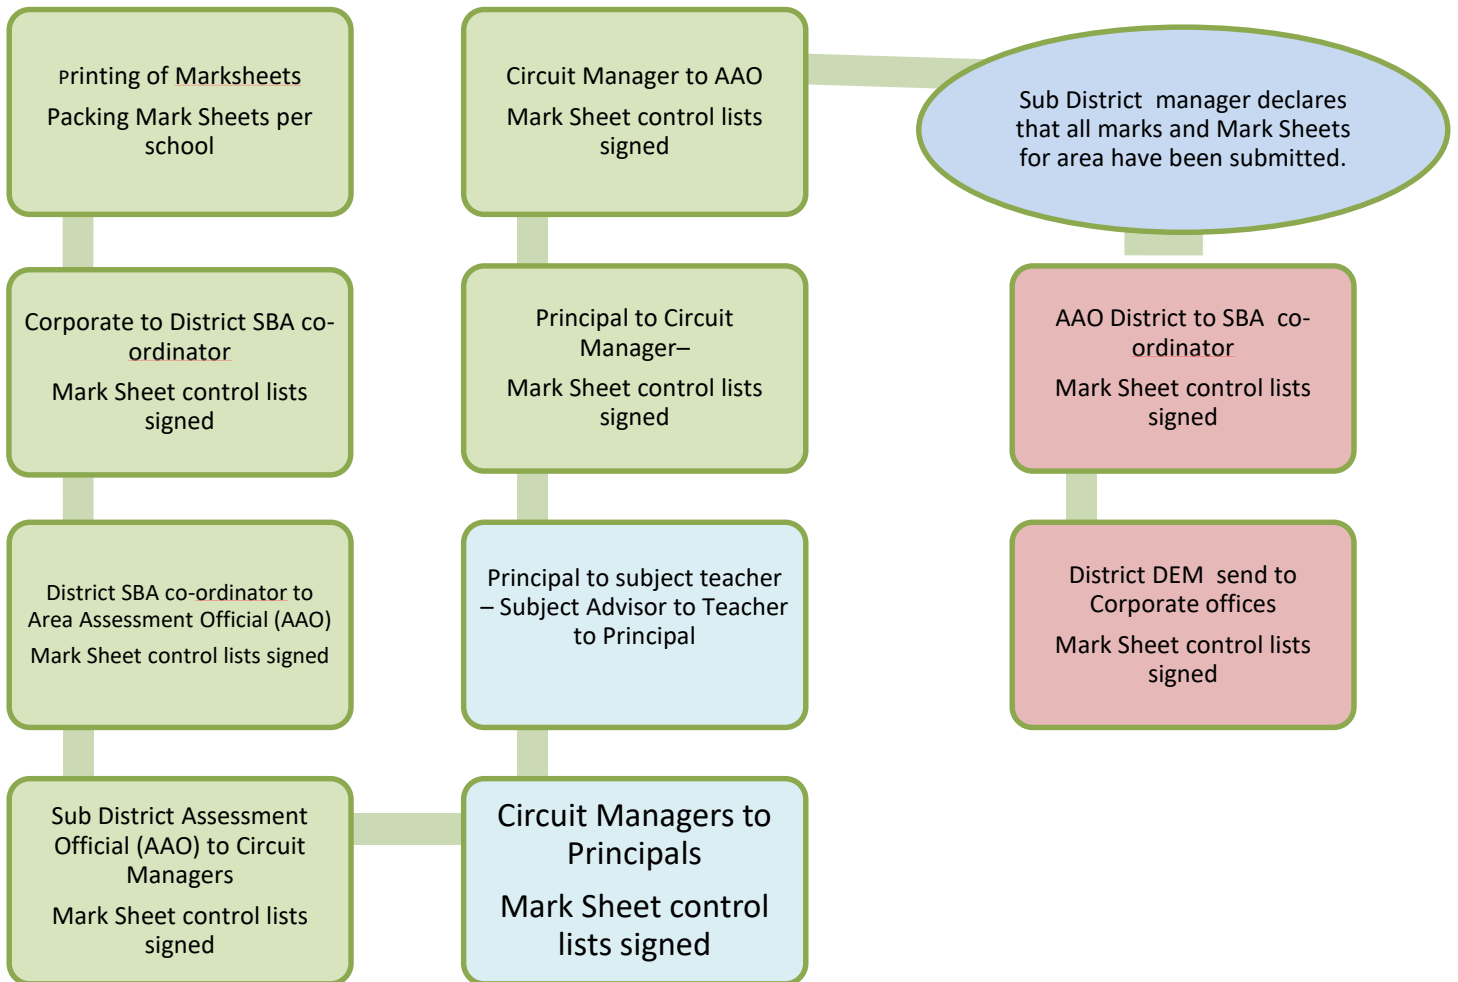 Printing of Marksheets
Packing Mark Sheets per
school
Corporate to District SBA co-
ordinator
Mark Sheet control lists
signed
District SBA co-ordinator to
Area Assessment Official (AAO)
Mark Sheet control lists signed
Sub District Assessment
Official (AAO) to Circuit
Managers
Mark Sheet control lists
signed
Circuit Managers to
Principals
Mark Sheet control
lists signed
Principal to subject teacher
– Subject Advisor to Teacher
to Principal
Principal to Circuit
Manager–
Mark Sheet control lists
signed
Circuit Manager to AAO
Mark Sheet control lists
signed
Sub District  manager declares
that all marks and Mark Sheets
for area have been submitted.
AAO District to SBA  co-
ordinator
Mark Sheet control lists
signed
District DEM  send to
Corporate offices
Mark Sheet control lists
signed